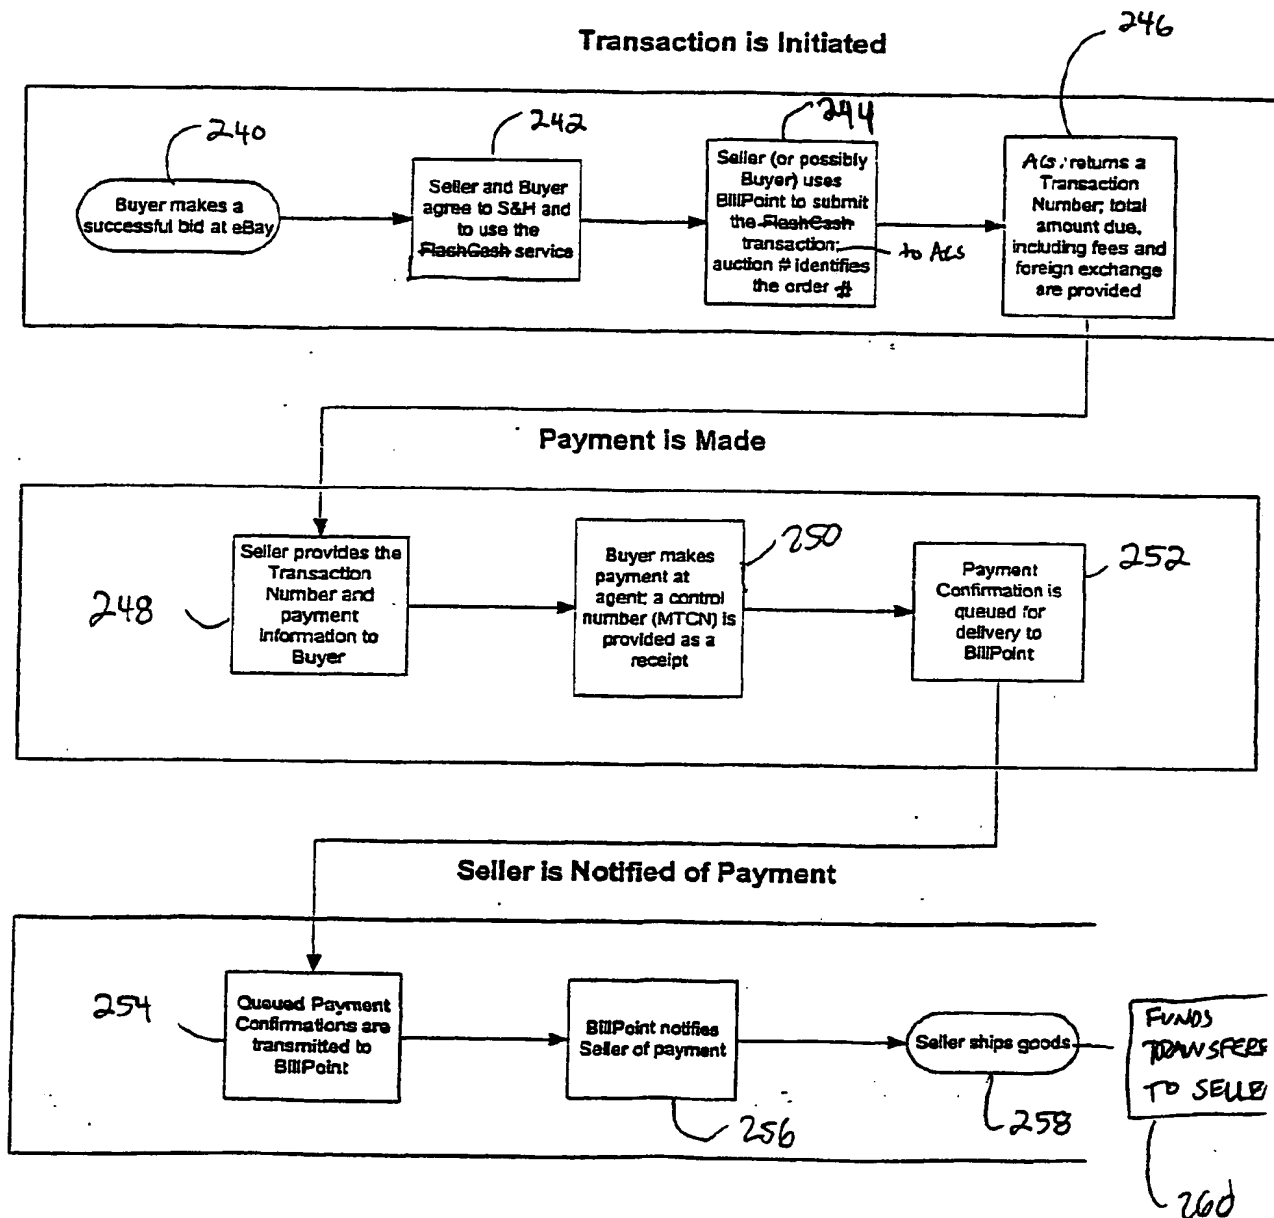 Transaction is Initiated
246
240
Buyer makes a
successful bid at eBay
242
Seller and Buyer
agree to S&H and
to use the
FlashCash service
244
Seller (or possibly
Buyer) uses
BillPoint to submit
the FlashCash
transaction;
to ACS
auction # identifies
the order #
ACS returns a
Transaction
Number; total
amount due,
including fees and
foreign exchange
are provided
Payment is Made
248
Seller provides the
Transaction
Number and
payment
information to
Buyer
250
Buyer makes
payment at
agent; a control
number (MTCN) is
provided as a
receipt
252
Payment
Confirmation is
queued for
delivery to
BillPoint
Seller is Notified of Payment
254
Queued Payment
Confirmations are
transmitted to
BillPoint
BillPoint notifies
Seller of payment
256
Seller ships goods
258
FUNDS
TRANSFERS
TO SELLE
260